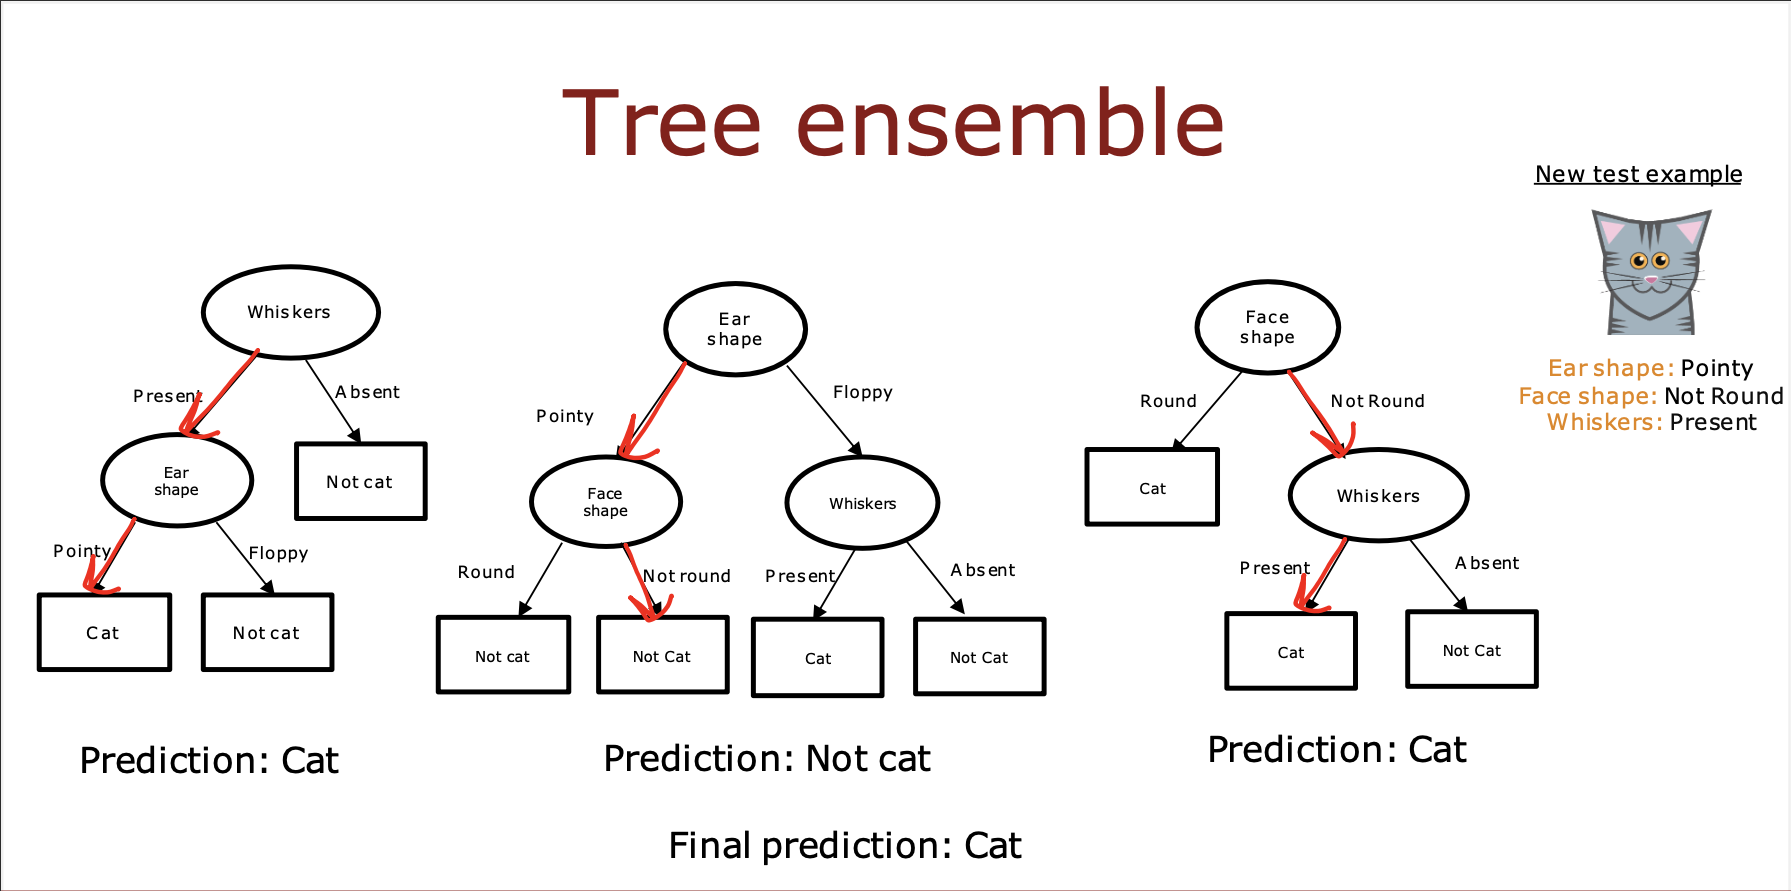 Tree ensemble
New test example
Ear shape: Pointy
Face shape: Not Round
Whiskers: Present
Whiskers
Present
Absent
Ear
shape
Not cat
Pointy
Floppy
Cat
Not cat
Prediction: Cat
Ear
shape
Pointy
Floppy
Face
shape
Whiskers
Round
Not round
Present
Absent
Not cat
Not Cat
Cat
Not Cat
Prediction: Not cat
Face
shape
Round
Not Round
Cat
Whiskers
Present
Absent
Cat
Not Cat
Prediction: Cat
Final prediction: Cat